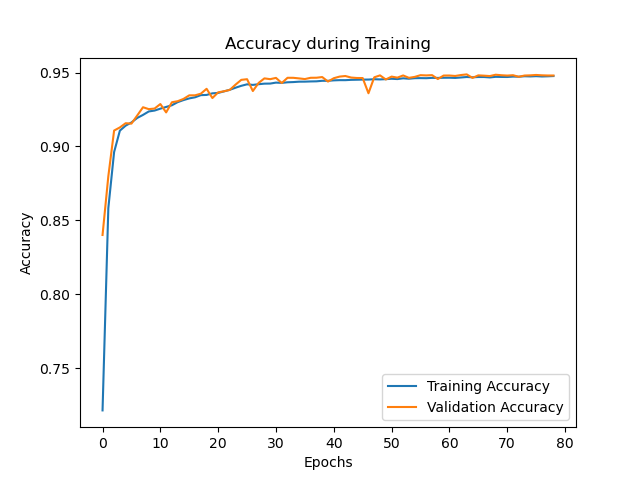 Accuracy during Training
0.95
0.90
0.85
0.80
0.75
Accuracy
Training Accuracy
Validation Accuracy
0 10 20 30 40 50 60 70 80
Epochs